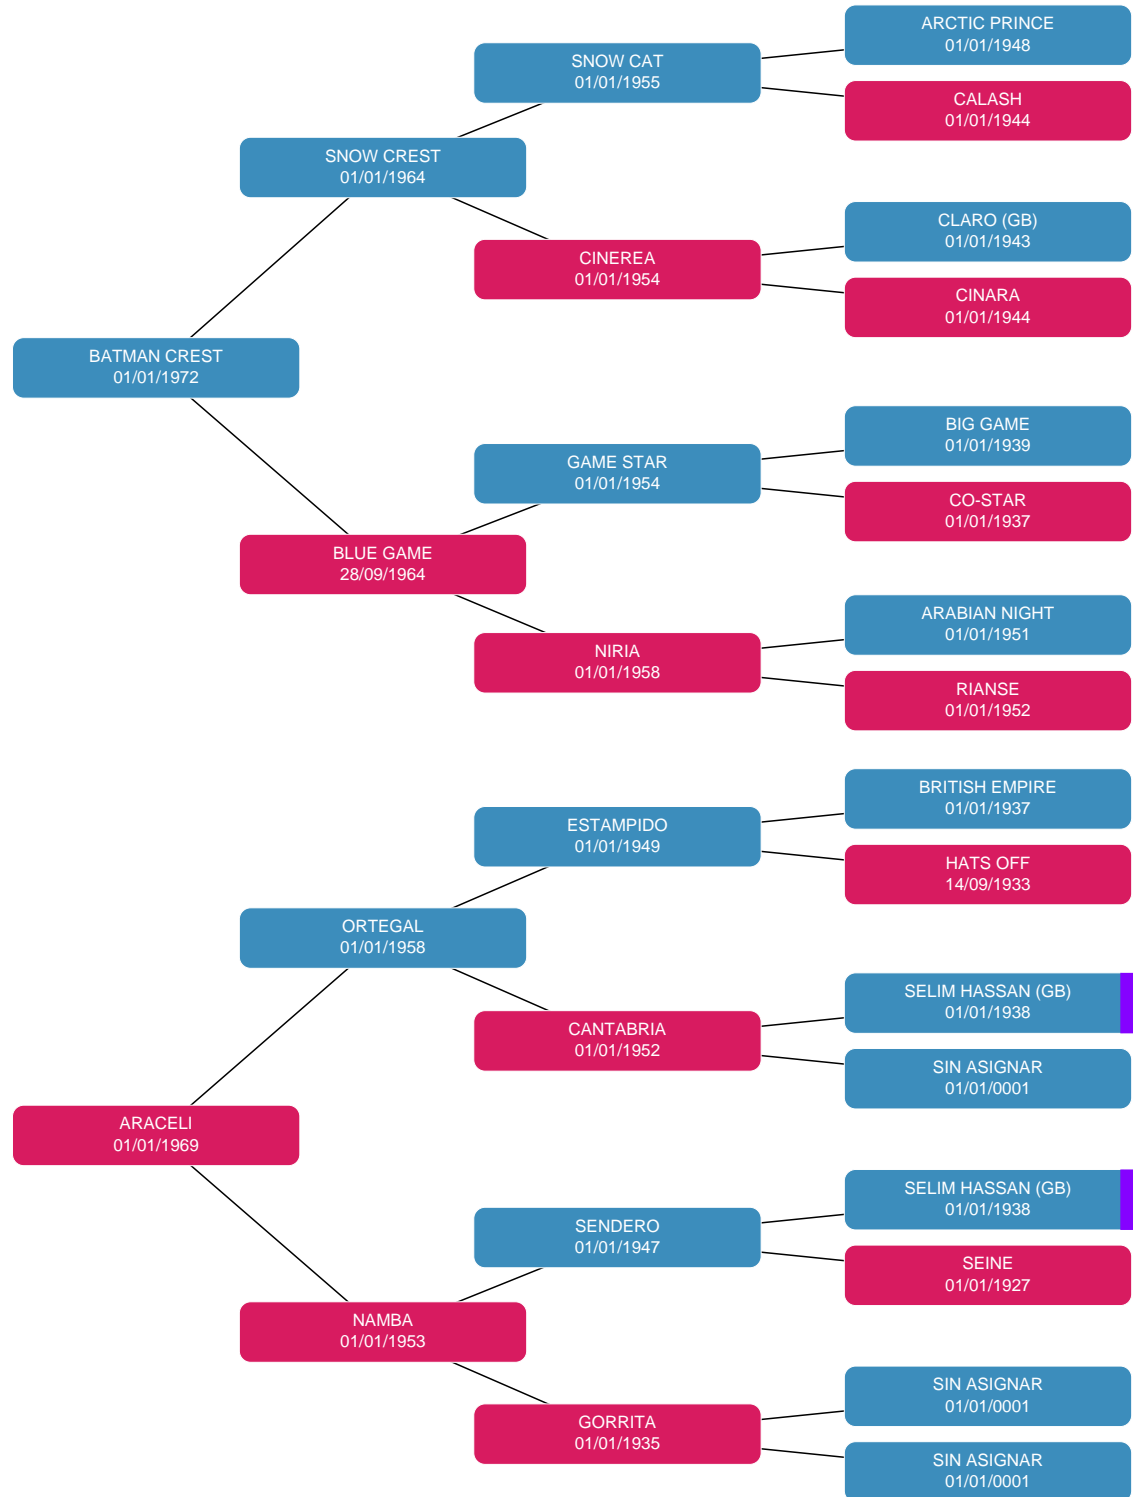 ARCTIC PRINCE
01/01/1948
SNOW CAT
01/01/1955
CALASH
01/01/1944
SNOW CREST
01/01/1964
CLARO (GB)
01/01/1943
CINEREA
01/01/1954
CINARA
01/01/1944
BATMAN CREST
01/01/1972
BIG GAME
01/01/1939
GAME STAR
01/01/1954
CO-STAR
01/01/1937
BLUE GAME
28/09/1964
ARABIAN NIGHT
01/01/1951
NIRIA
01/01/1958
RIANSE
01/01/1952
BRITISH EMPIRE
01/01/1937
ESTAMPIDO
01/01/1949
HATS OFF
14/09/1933
ORTEGAL
01/01/1958
SELIM HASSAN (GB)
01/01/1938
CANTABRIA
01/01/1952
SIN ASIGNAR
01/01/0001
ARACELI
01/01/1969
SELIM HASSAN (GB)
01/01/1938
SENDERO
01/01/1947
SEINE
01/01/1927
NAMBA
01/01/1953
SIN ASIGNAR
01/01/0001
GORRITA
01/01/1935
SIN ASIGNAR
01/01/0001